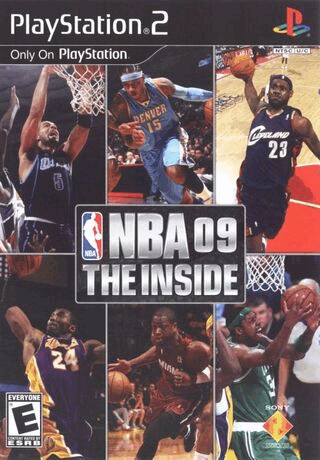 PlayStation®2
Only On PlayStation
NTSC U/C
DENVER
15
CLEVELAND
23
5
NBA
NBA 09
THE INSIDE
24
EVERYONE
E
CONTENT RATED BY
ESRB
SONY